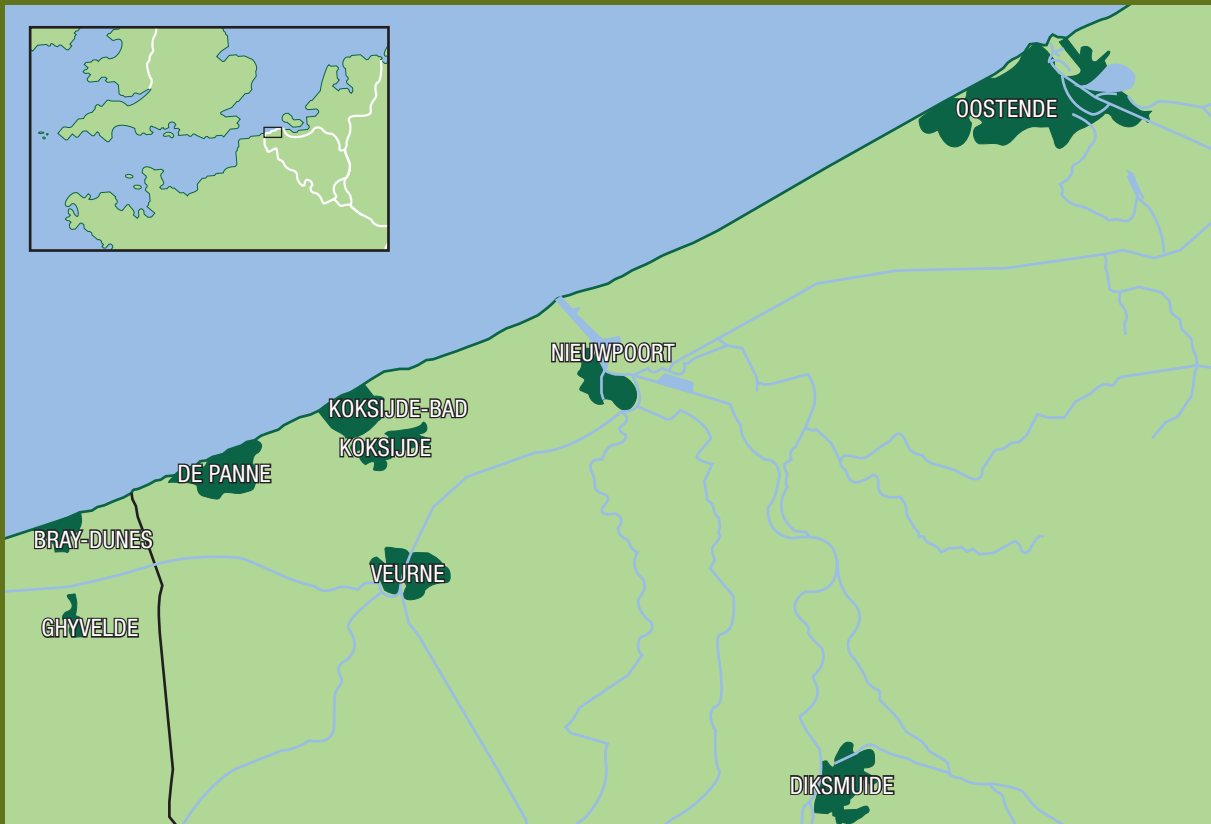 OOSTENDE
NIEUWPOORT
KOKSIJDE-BAD
KOKSIJDE
DE PANNE
BRAY-DUNES
VEURNE
GHYVELDE
DIKSMUIDE